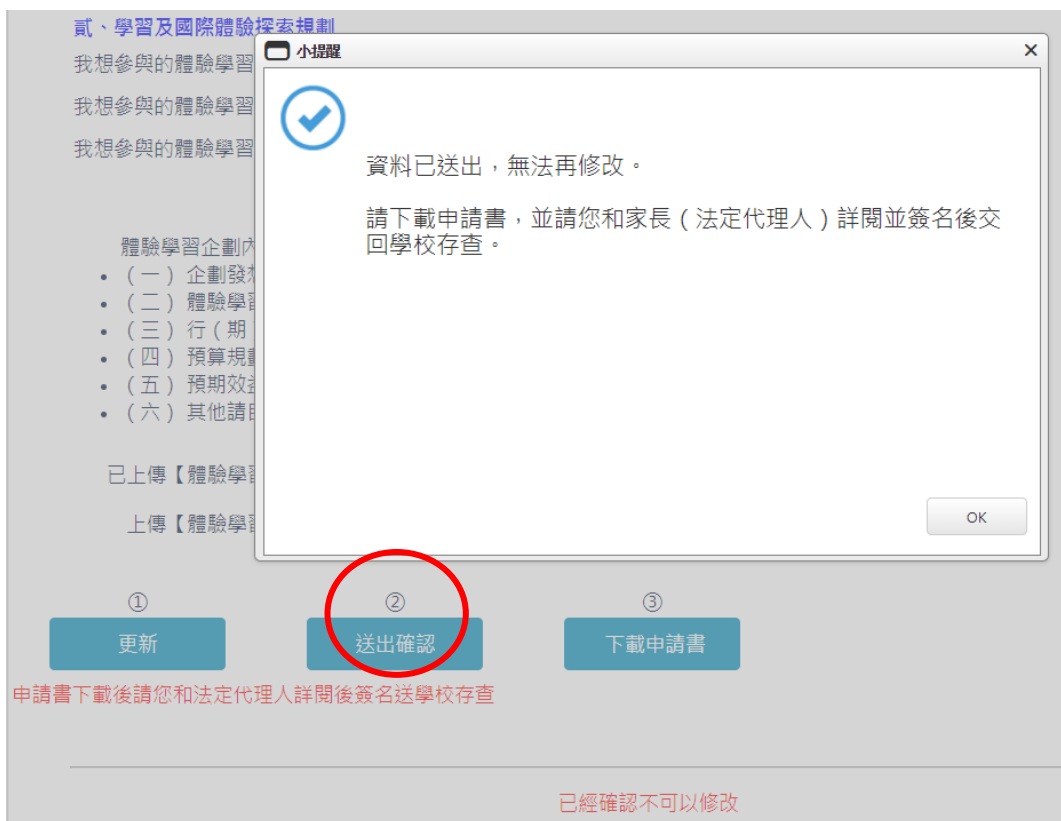 貳、學習及國際體驗探索規劃
小提醒
我想參與的體驗學習
我想參與的體驗學習
我想參與的體驗學習
資料已送出，無法再修改。
請下載申請書，並請您和家長（法定代理人）詳閱並簽名後交
回學校存查。
體驗學習企劃內
• （一）企劃發想
• （二）體驗學習
• （三）行（期
• （四）預算規劃
• （五）預期效益
• （六）其他請
已上傳【體驗學習
上傳【體驗學習
OK
① ② ③
更新 送出確認 下載申請書
申請書下載後請您和法定代理人詳閱後簽名送學校存查
已經確認不可以修改